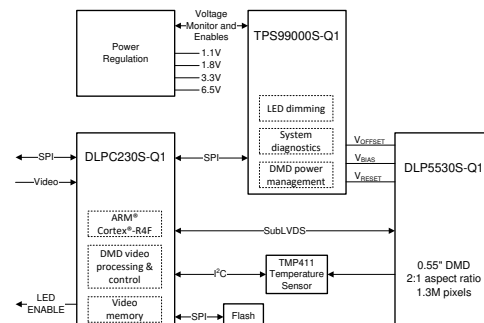 Voltage
Monitor and
Enables
Power
Regulation
1.1V
1.8V
3.3V
6.5V
TPS99000S-Q1
LED dimming
System
diagnostics
DMD power
management
VOFFSET
VBIAS
VRESET
SPI
DLPC230S-Q1
SPI
DLP5530S-Q1
Video
ARM®
Cortex®-R4F
SubLVDS
DMD video
processing &
control
I²C
TMP411
Temperature
Sensor
0.55" DMD
2:1 aspect ratio
1.3M pixels
LED
ENABLE
Video
memory
SPI
Flash